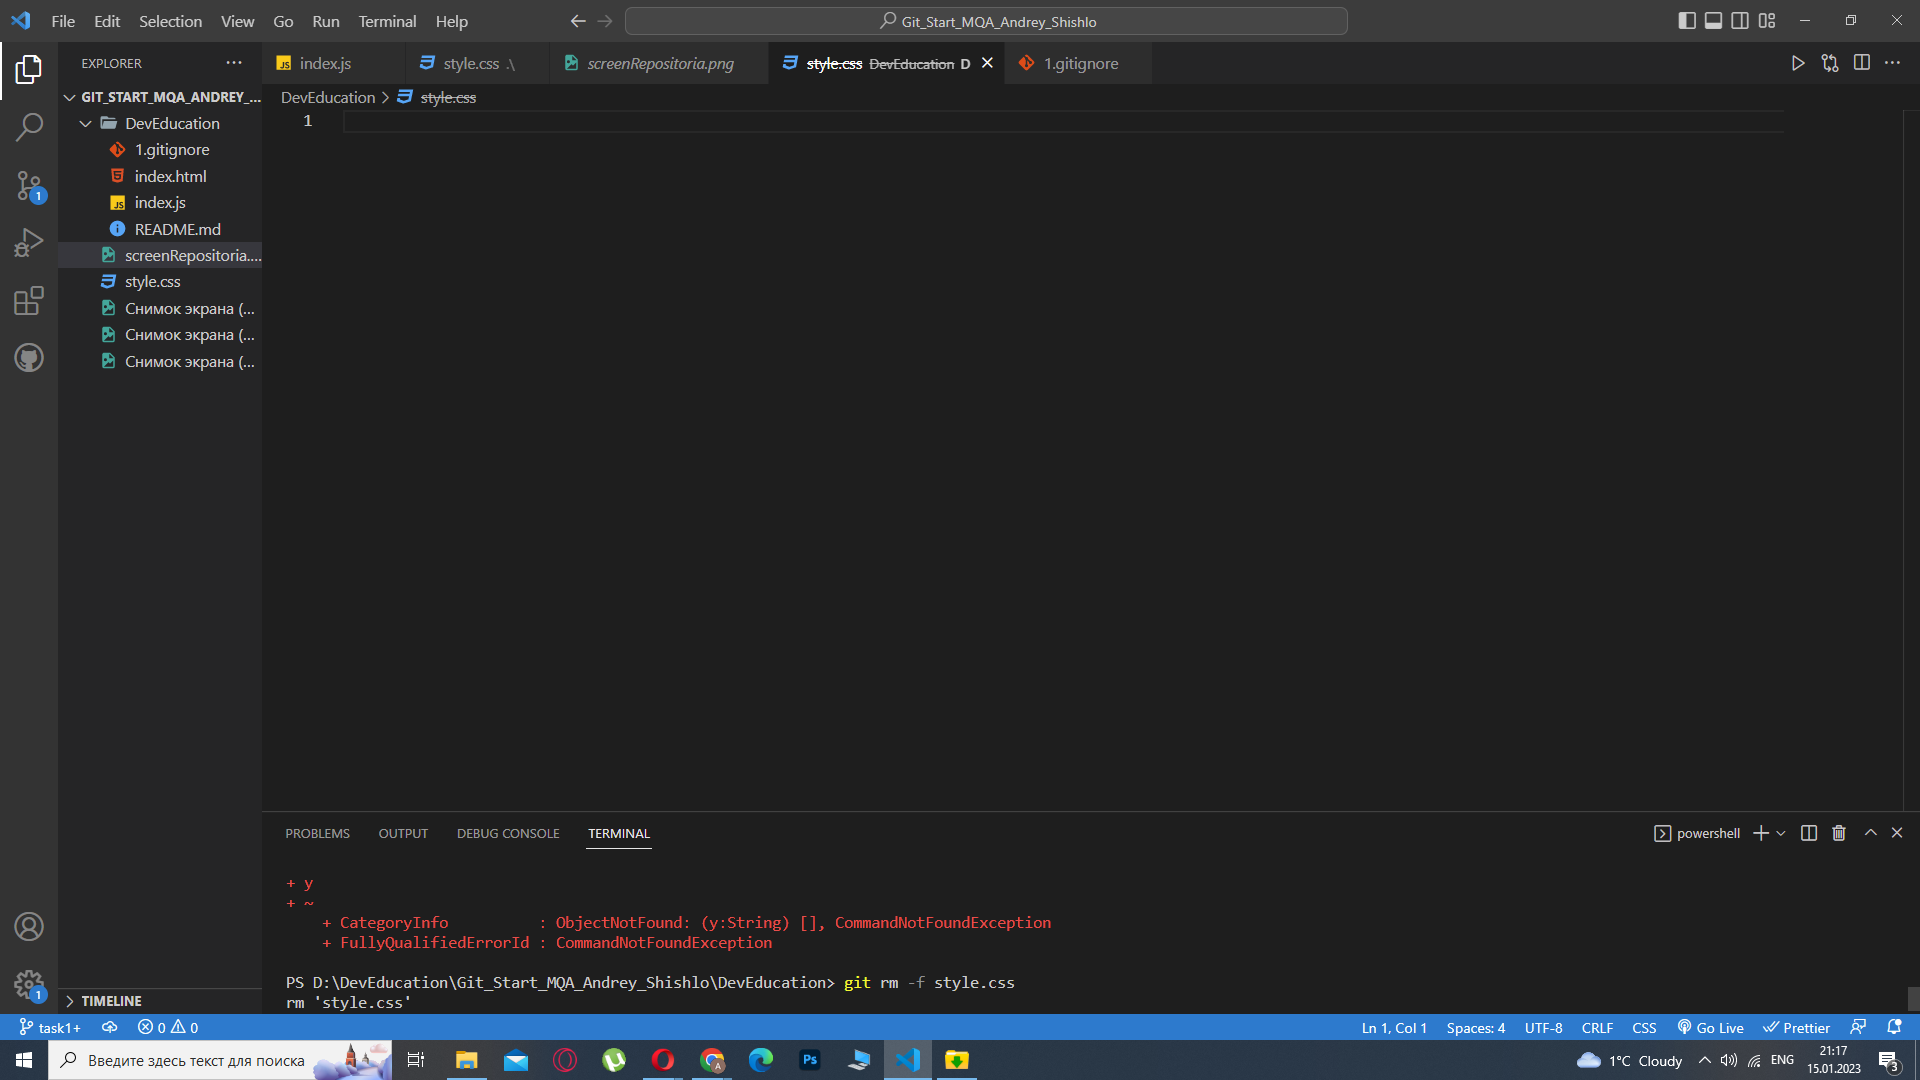 File Edit Selection View Go Run Terminal Help
Git_Start_MQA_Andrey_Shishlo
EXPLORER
index.js
style.css .\
screenRepositoria.png
style.css DevEducation D
1.gitignore
GIT_START_MQA_ANDREY_...
DevEducation > style.css
DevEducation
1.gitignore
index.html
index.js
README.md
screenRepositoria....
style.css
Снимок экрана (...
Снимок экрана (...
Снимок экрана (...
1
1
PROBLEMS OUTPUT DEBUG CONSOLE TERMINAL
powershell
+ y
+ ~
+ CategoryInfo : ObjectNotFound: (y:String) [], CommandNotFoundException
+ FullyQualifiedErrorId : CommandNotFoundException
PS D:\DevEducation\Git_Start_MQA_Andrey_Shishlo\DevEducation> git rm -f style.css
rm 'style.css'
1
TIMELINE
task1+ 0 0
Ln 1, Col 1 Spaces: 4 UTF-8 CRLF CSS Go Live Prettier
Введите здесь текст для поиска
A
Ps
1°C Cloudy
ENG
21:17
15.01.2023
3